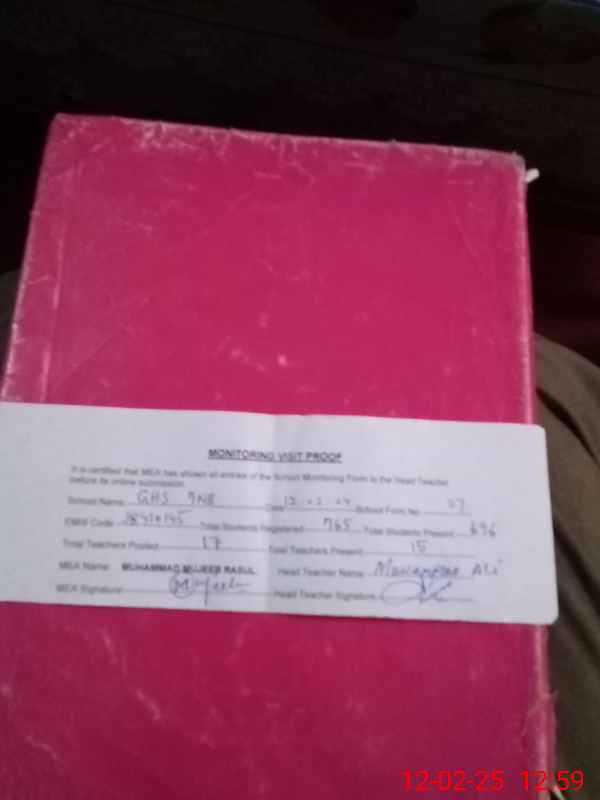 MONITORING VISIT PROOF
It is certified that MEA has shown all entries of the School Monitoring Form to the Head Teacher
before its online submission.
School Name: GHS 9NB Date School Form No 27
EMIS Code: Total Students Registered 765 Total Students Present 696
Total Teachers Posted: 17 Total Teachers Present: 15
MEA Name: MUHAMMAD MUJEEB RASUL Head Teacher Name: Ali
MEA Signature: Head Teacher Signature:
12-02-25 12:59